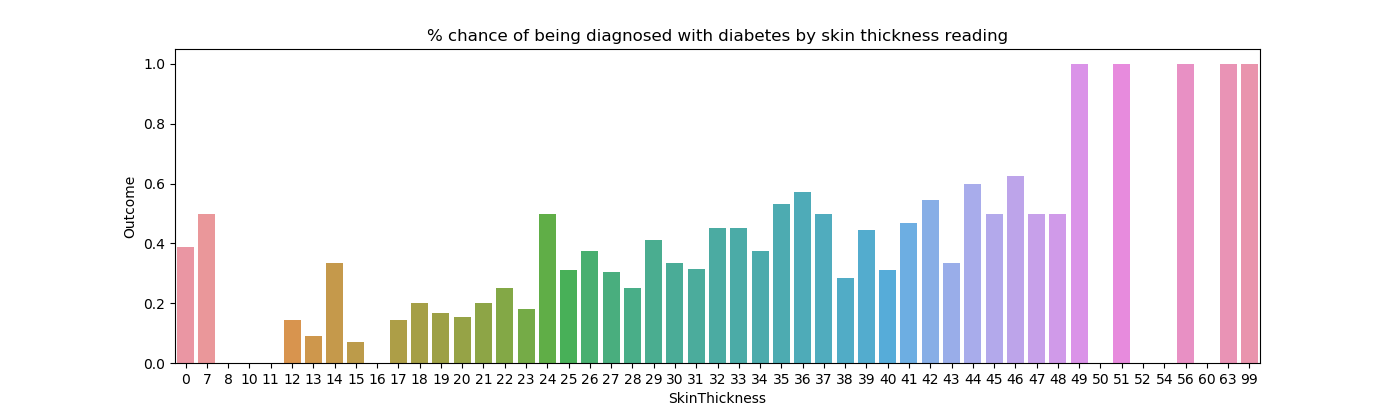 % chance of being diagnosed with diabetes by skin thickness reading
1.0
0.8
0.6
0.4
0.2
0.0
Outcome
0 7 8 10 11 12 13 14 15 16 17 18 19 20 21 22 23 24 25 26 27 28 29 30 31 32 33 34 35 36 37 38 39 40 41 42 43 44 45 46 47 48 49 50 51 52 54 56 60 63 99
SkinThickness